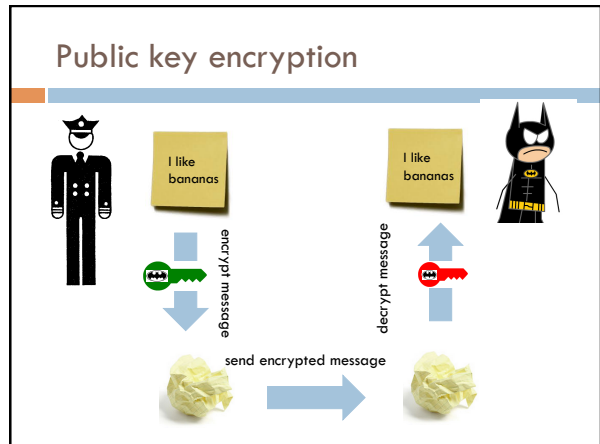 Public key encryption
I like
bananas
I like
bananas
encrypt message
decrypt message
send encrypted message